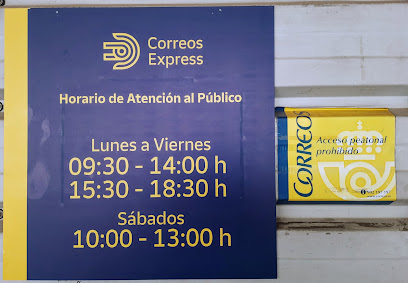 Correos
Express
Horario de Atención al Público
Lunes a Viernes
09:30 - 14:00 h
15:30 - 18:30 h
Sábados
10:00 - 13:00 h
CORREOS
Acceso peatonal
prohibido